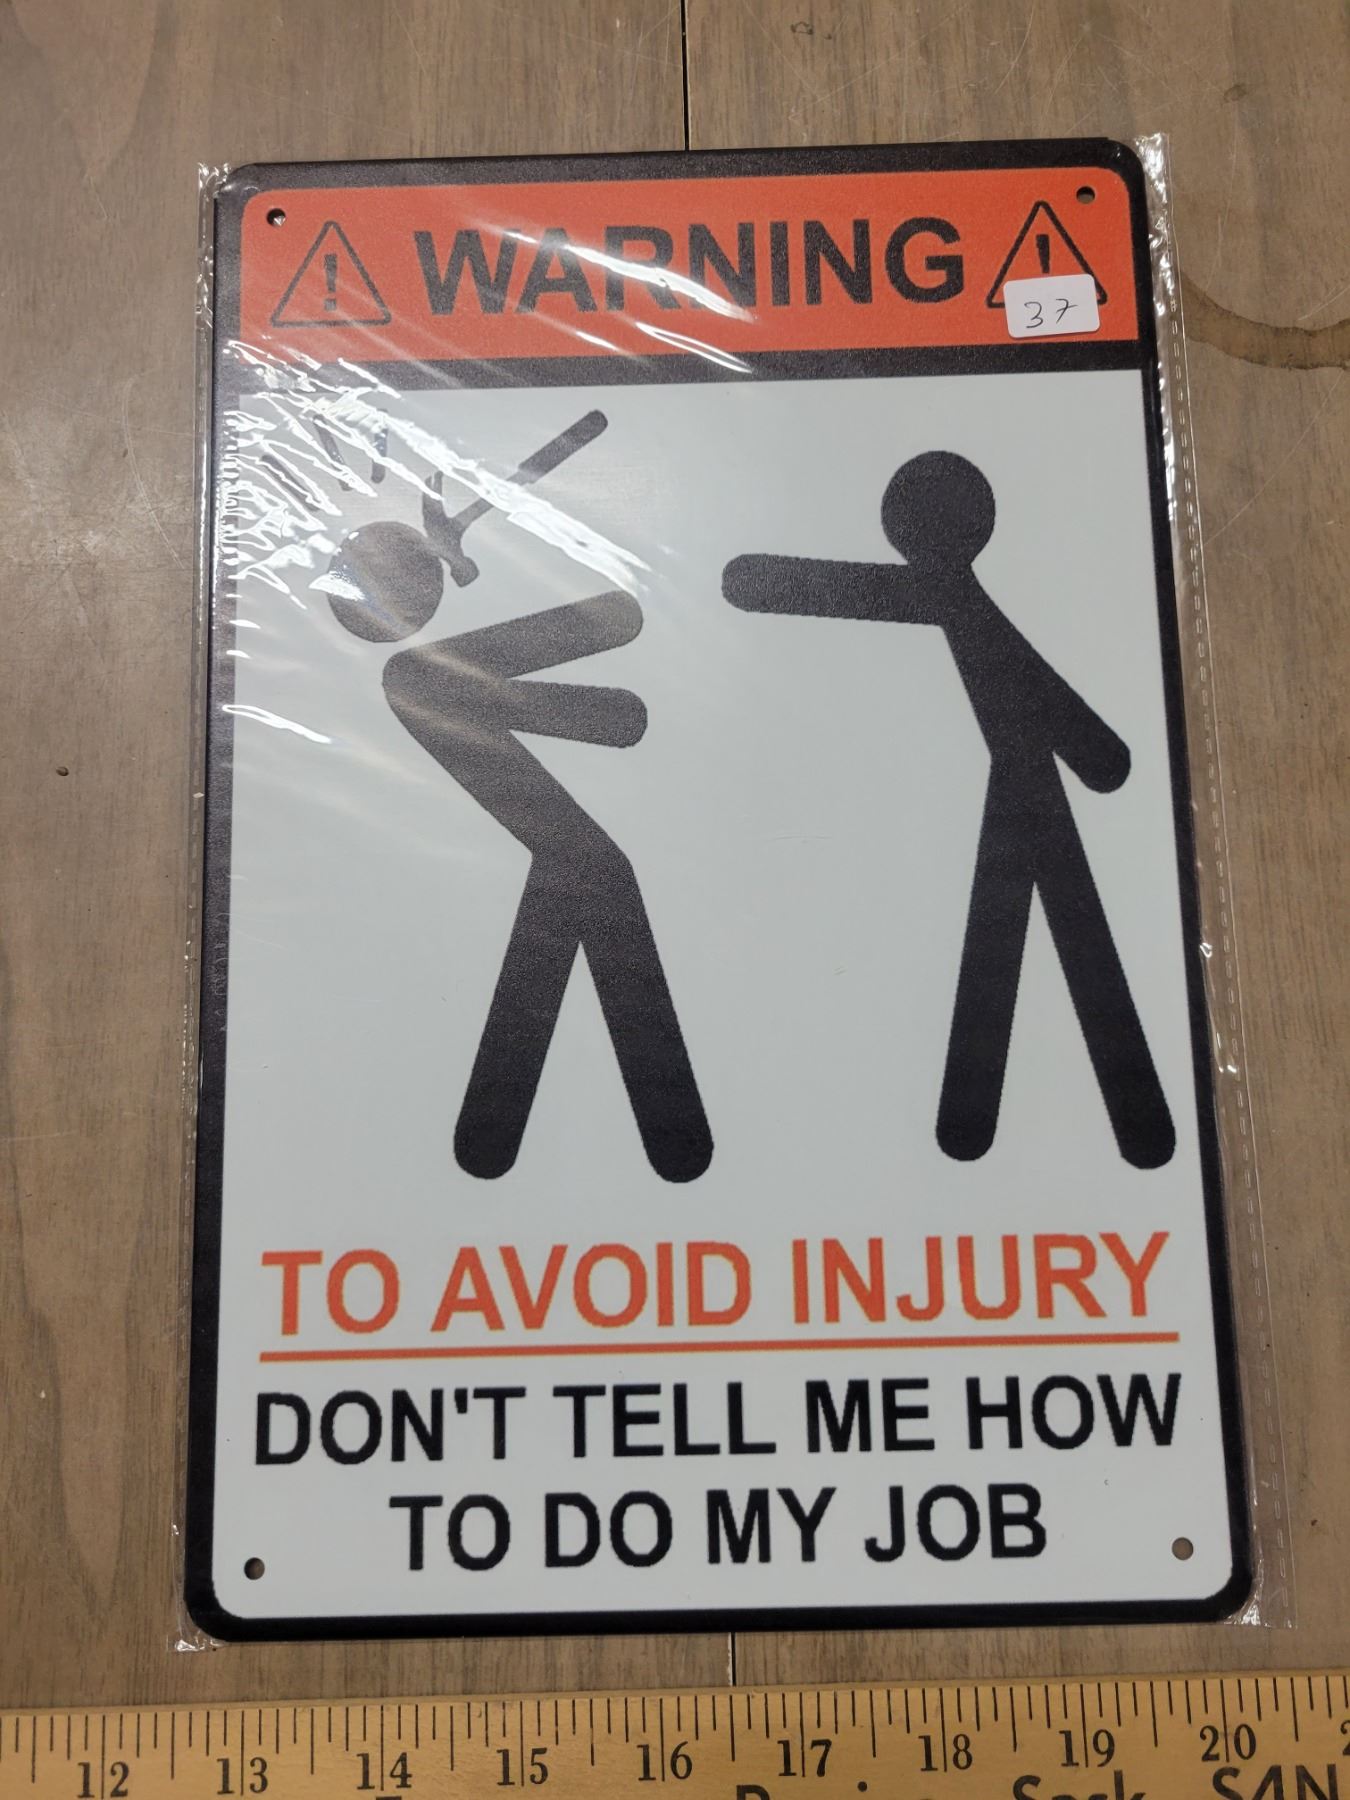 WARNING
37
TO AVOID INJURY
DON'T TELL ME HOW
TO DO MY JOB
12 13 14 15 16 17 18 19 20
Sask